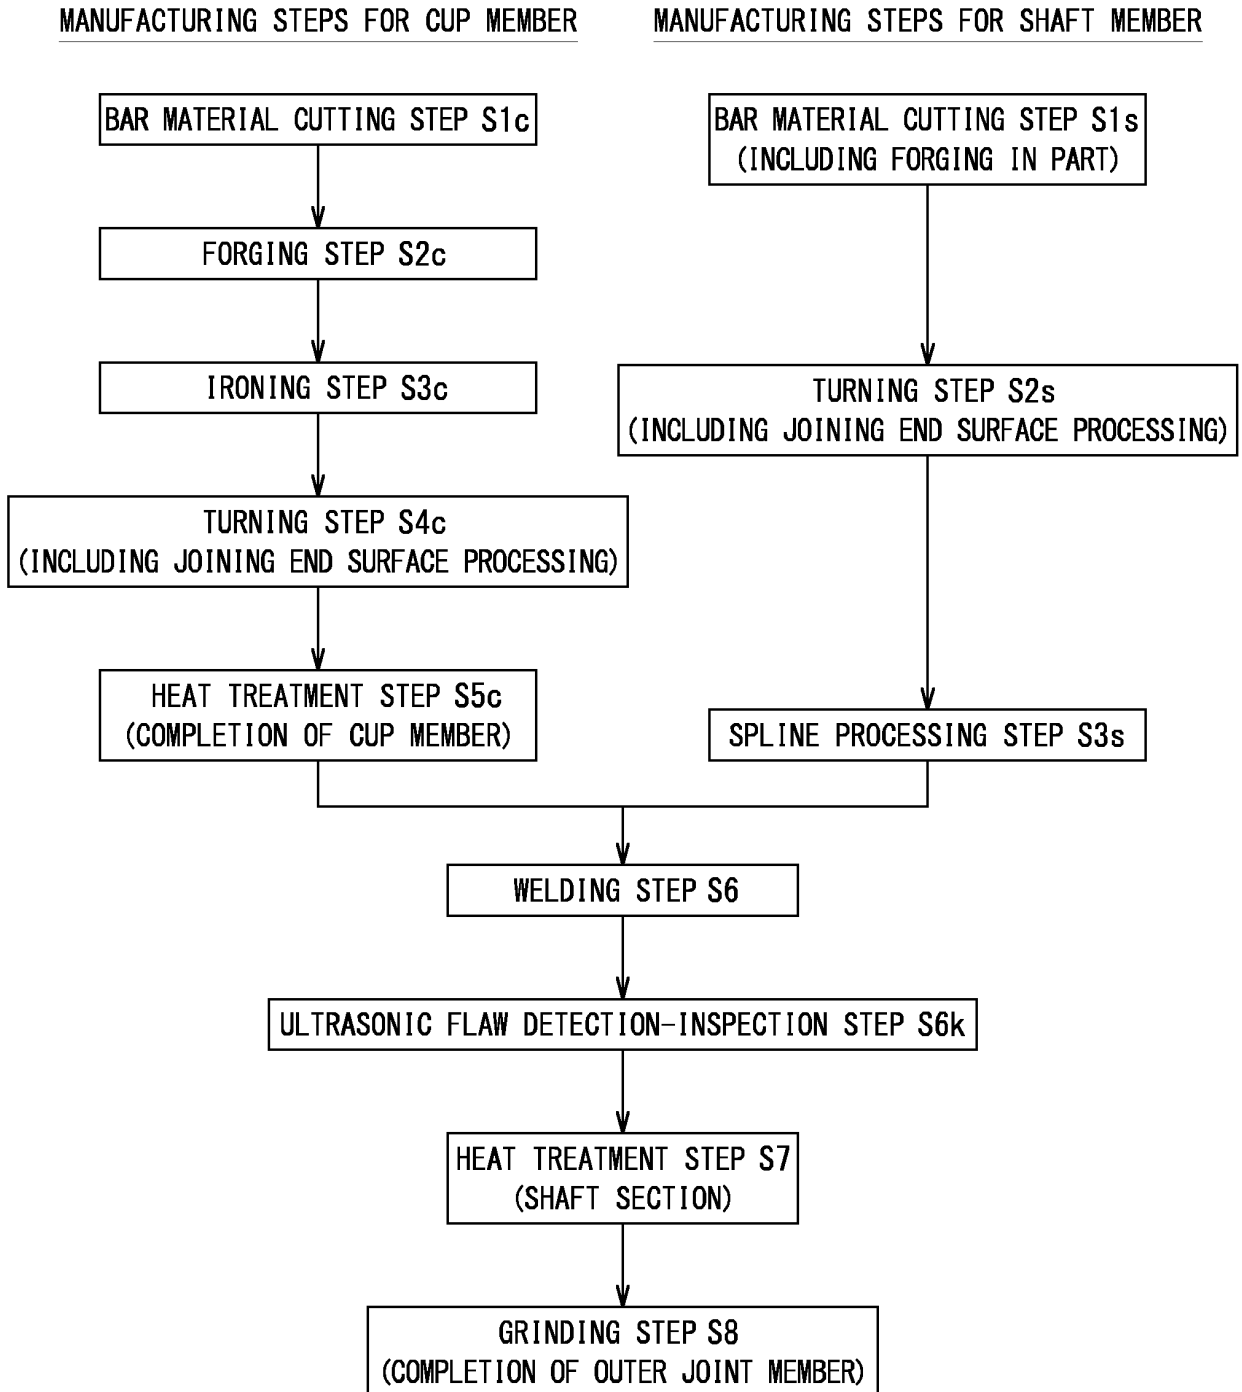 MANUFACTURING STEPS FOR CUP MEMBER
BAR MATERIAL CUTTING STEP S1c
FORGING STEP S2c
IRONING STEP S3c
TURNING STEP S4c
(INCLUDING JOINING END SURFACE PROCESSING)
HEAT TREATMENT STEP S5c
(COMPLETION OF CUP MEMBER)
MANUFACTURING STEPS FOR SHAFT MEMBER
BAR MATERIAL CUTTING STEP S1s
(INCLUDING FORGING IN PART)
TURNING STEP S2s
(INCLUDING JOINING END SURFACE PROCESSING)
SPLINE PROCESSING STEP S3s
WELDING STEP S6
ULTRASONIC FLAW DETECTION-INSPECTION STEP S6k
HEAT TREATMENT STEP S7
(SHAFT SECTION)
GRINDING STEP S8
(COMPLETION OF OUTER JOINT MEMBER)